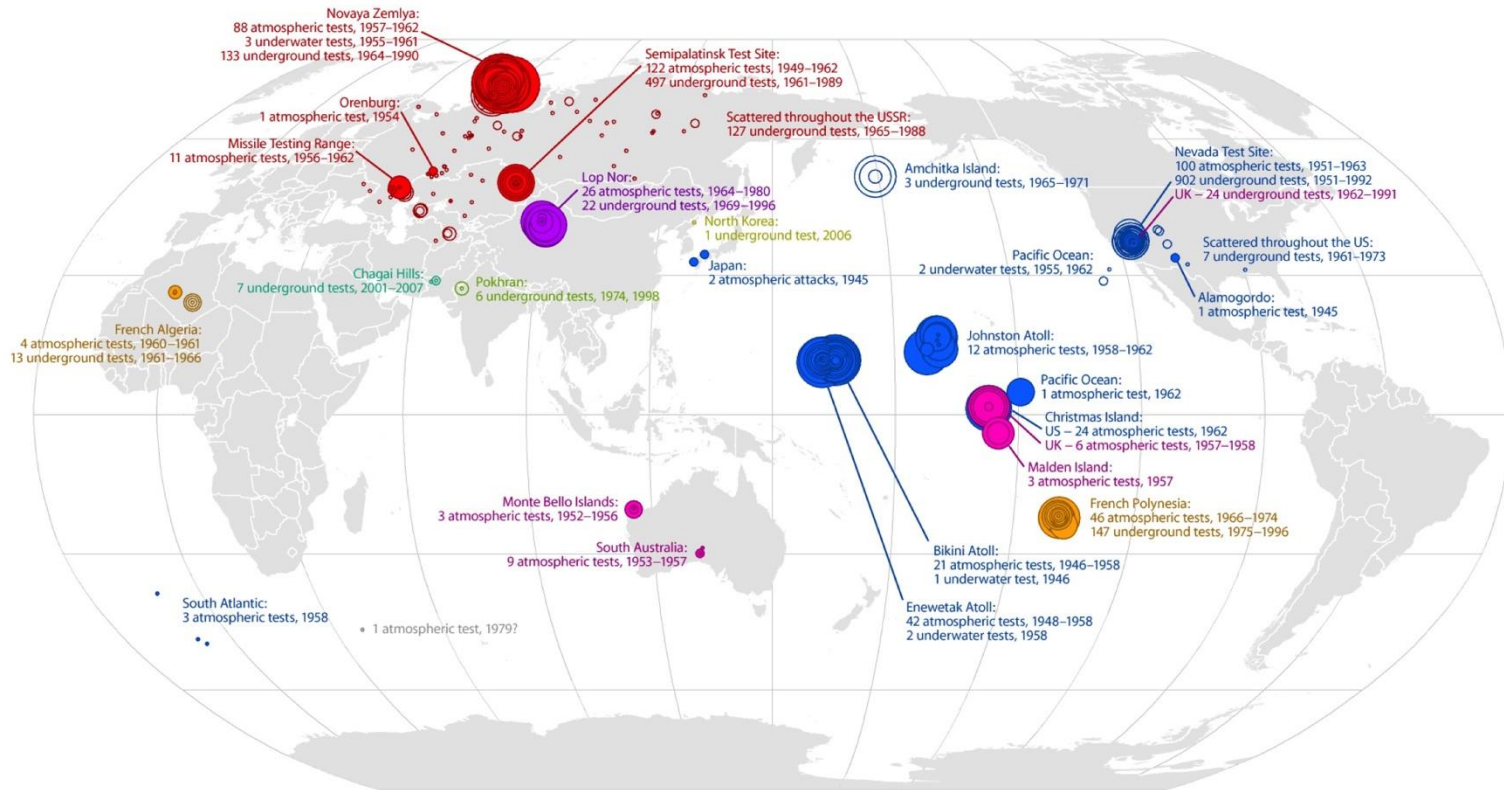 Novaya Zemlya:
88 atmospheric tests, 1957–1962
3 underwater tests, 1955–1961
133 underground tests, 1964–1990
Semipalatinsk Test Site:
122 atmospheric tests, 1949–1962
497 underground tests, 1961–1989
Orenburg:
1 atmospheric test, 1954
Scattered throughout the USSR:
127 underground tests, 1965–1988
Missile Testing Range:
11 atmospheric tests, 1956–1962
Lop Nor:
26 atmospheric tests, 1964–1980
22 underground tests, 1969–1996
Amchitka Island:
3 underground tests, 1965–1971
Nevada Test Site:
100 atmospheric tests, 1951–1963
902 underground tests, 1951–1992
UK – 24 underground tests, 1962–1991
North Korea:
1 underground test, 2006
Japan:
2 atmospheric attacks, 1945
Pacific Ocean:
2 underwater tests, 1955, 1962
Scattered throughout the US:
7 underground tests, 1961–1973
Alamogordo:
1 atmospheric test, 1945
Chagai Hills:
7 underground tests, 2001–2007
Pokhran:
6 underground tests, 1974, 1998
French Algeria:
4 atmospheric tests, 1960–1961
13 underground tests, 1961–1966
Johnston Atoll:
12 atmospheric tests, 1958–1962
Pacific Ocean:
1 atmospheric test, 1962
Christmas Island:
US – 24 atmospheric tests, 1962
UK – 6 atmospheric tests, 1957–1958
Malden Island:
3 atmospheric tests, 1957
Monte Bello Islands:
3 atmospheric tests, 1952–1956
French Polynesia:
46 atmospheric tests, 1966–1974
147 underground tests, 1975–1996
South Australia:
9 atmospheric tests, 1953–1957
Bikini Atoll:
21 atmospheric tests, 1946–1958
1 underwater test, 1946
Enewetak Atoll:
42 atmospheric tests, 1948–1958
2 underwater tests, 1958
South Atlantic:
3 atmospheric tests, 1958
1 atmospheric test, 1979?